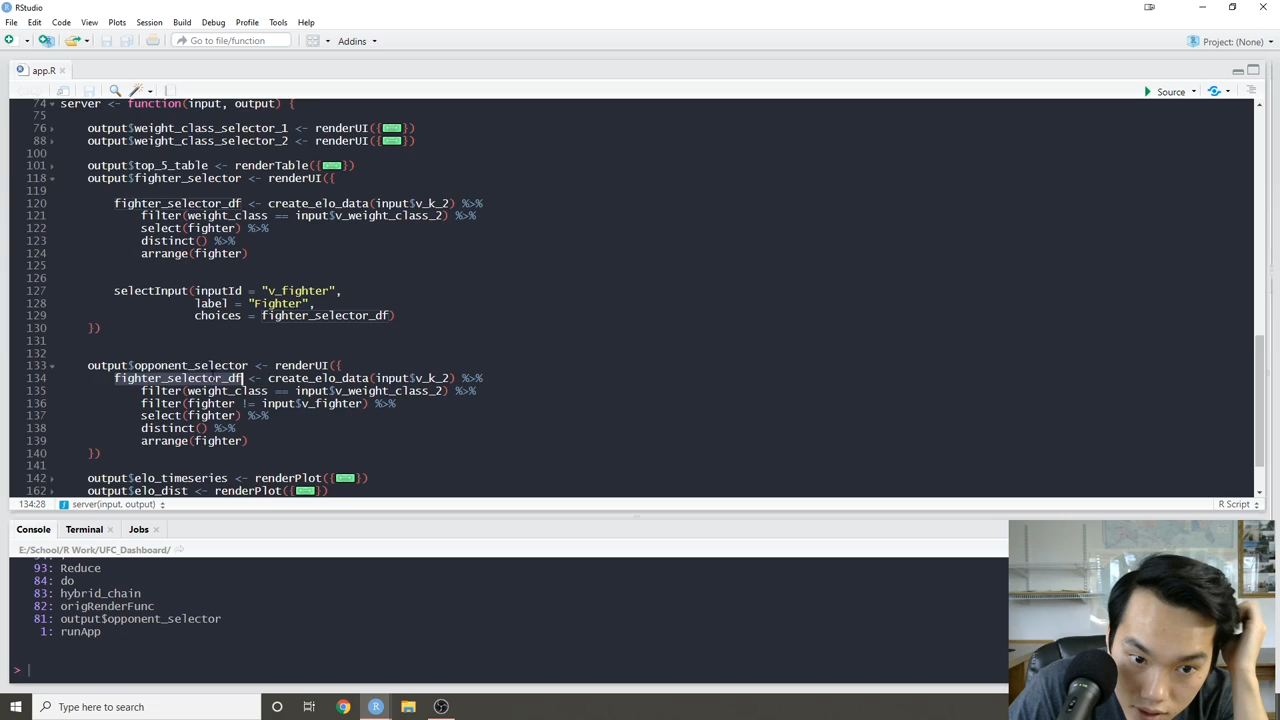 RStudio
File Edit Code View Plots Session Build Debug Profile Tools Help
Go to file/function Addins Project: (None)
app.R
Source
74 server <- function(input, output) {
75
76 output$weight_class_selector_1 <- renderUI({ })
88 output$weight_class_selector_2 <- renderUI({ })
100
101 output$top_5_table <- renderTable({ })
118 output$fighter_selector <- renderUI({
119
120 fighter_selector_df <- create_elo_data(input$v_k_2) %>%
121 filter(weight_class == input$v_weight_class_2) %>%
122 select(fighter) %>%
123 distinct() %>%
124 arrange(fighter)
125
126
127 selectInput(inputId = "v_fighter",
128 label = "Fighter",
129 choices = fighter_selector_df)
130 })
131
132
133 output$opponent_selector <- renderUI({
134 fighter_selector_df <- create_elo_data(input$v_k_2) %>%
135 filter(weight_class == input$v_weight_class_2) %>%
136 filter(fighter != input$v_fighter) %>%
137 select(fighter) %>%
138 distinct() %>%
139 arrange(fighter)
140 })
141
142 output$elo_timeseries <- renderPlot({ })
162 output$elo_dist <- renderPlot({ })
134:28 server(input, output) R Script
Console Terminal Jobs
E:/School/R Work/UFC_Dashboard/
93: Reduce
84: do
83: hybrid_chain
82: origRenderFunc
81: output$opponent_selector
1: runApp
>
Type here to search